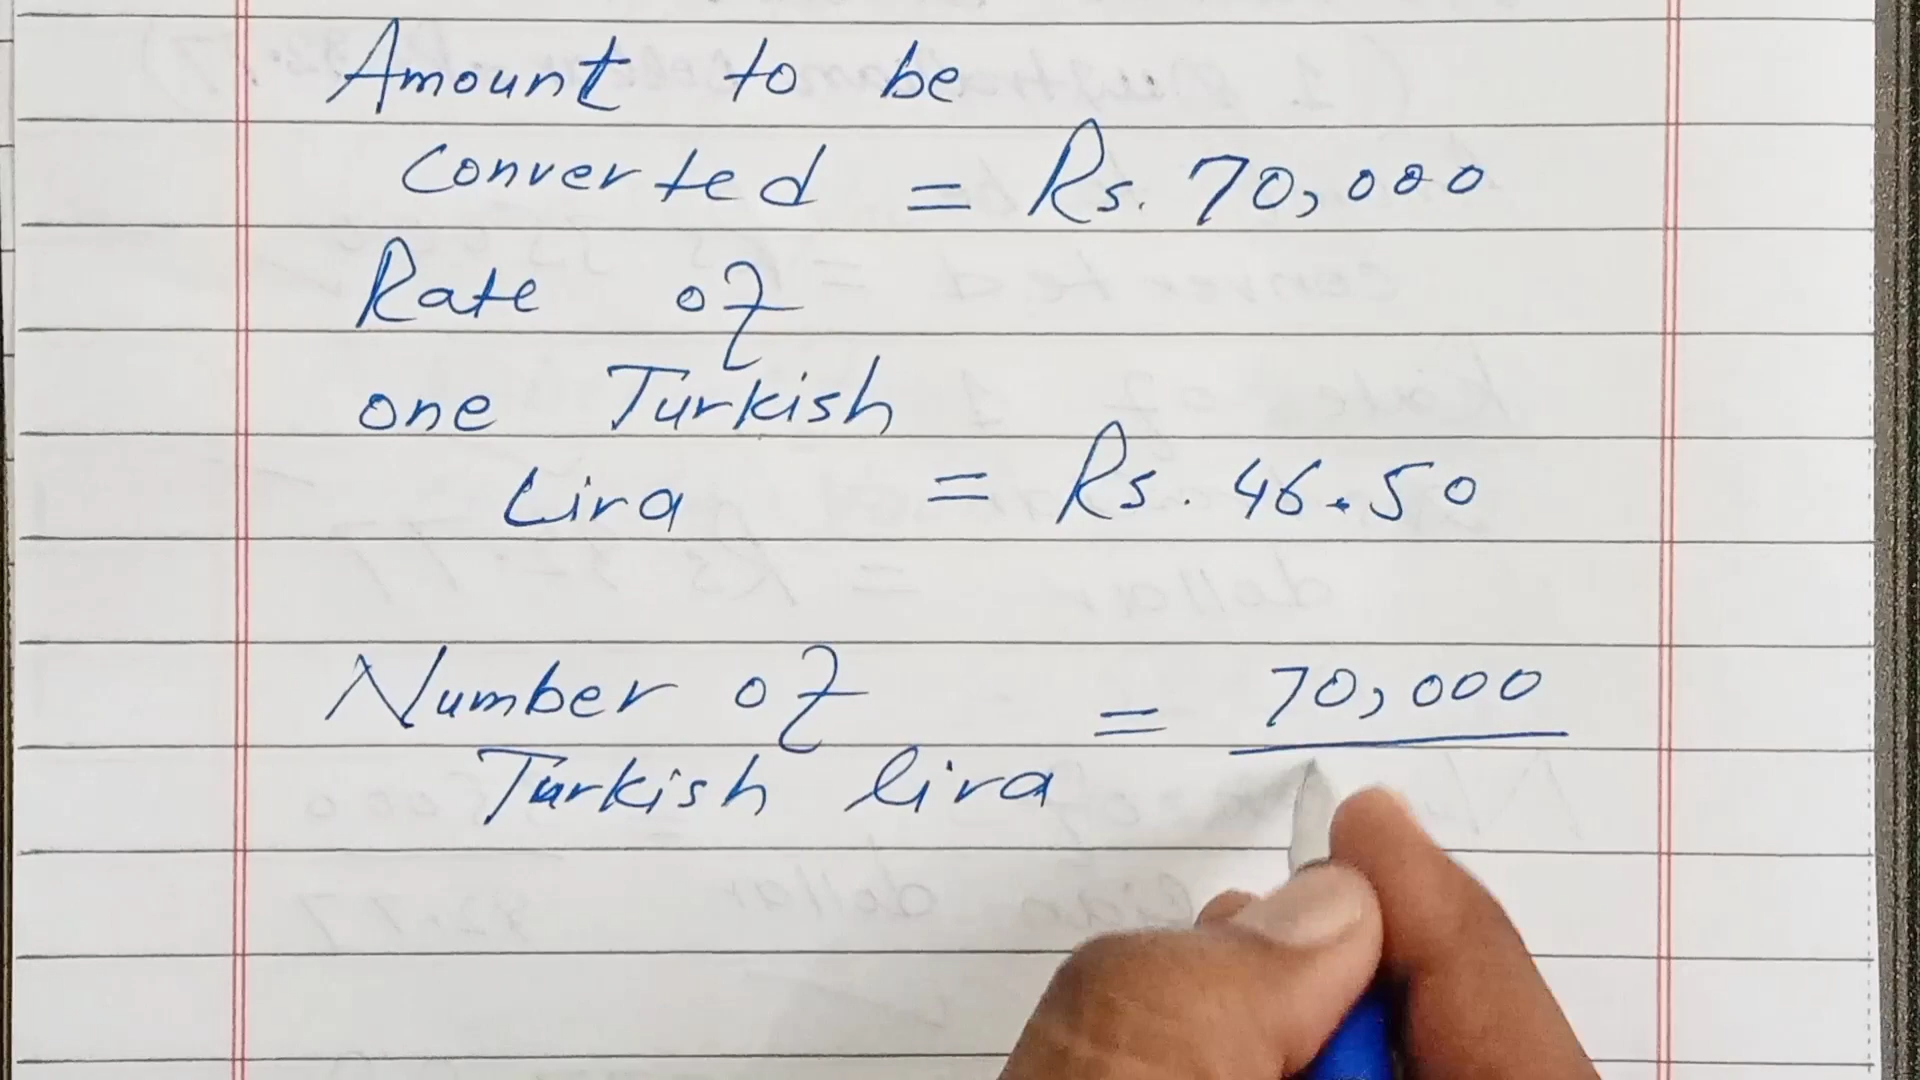 Amount to be
converted = Rs. 70,000
Rate of
one Turkish
Lira = Rs. 46.50
Number of = 70,000
Turkish lira